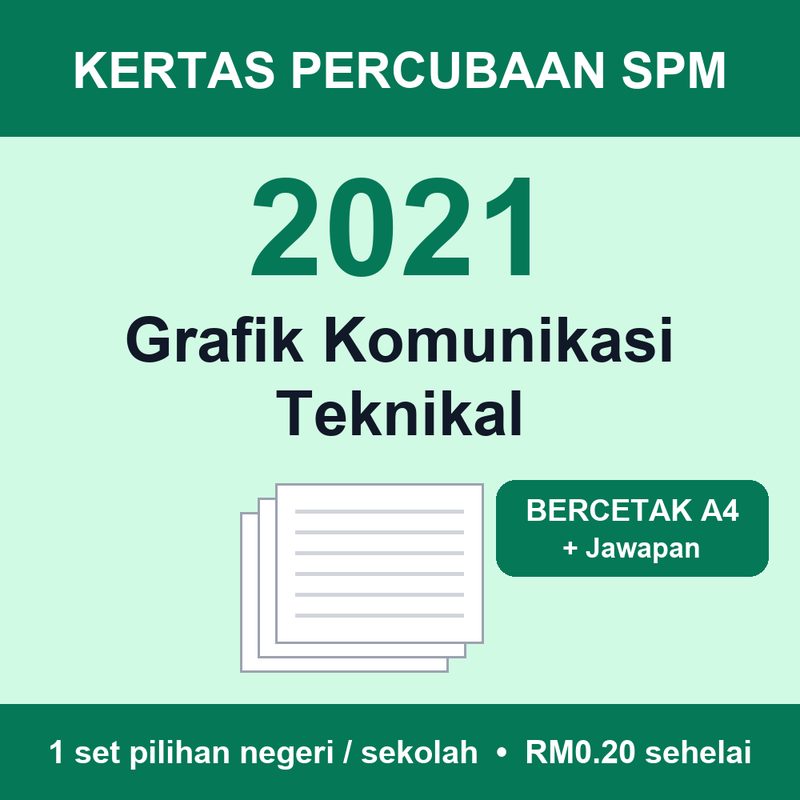 KERTAS PERCUBAAN SPM
2021
Grafik Komunikasi
Teknikal
BERCETAK A4
+ Jawapan
1 set pilihan negeri / sekolah • RM0.20 sehelai